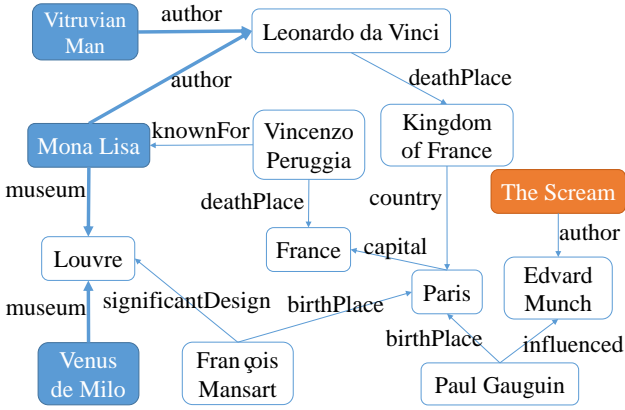 author
Vitruvian
Man
Leonardo da Vinci
author
deathPlace
Mona Lisa
knownFor
Vincenzo
Peruggia
Kingdom
of France
museum
deathPlace
country
The Scream
Louvre
France
capital
author
Paris
Edvard
Munch
museum
significantDesign
birthPlace
birthPlace
influenced
Venus
de Milo
François
Mansart
Paul Gauguin